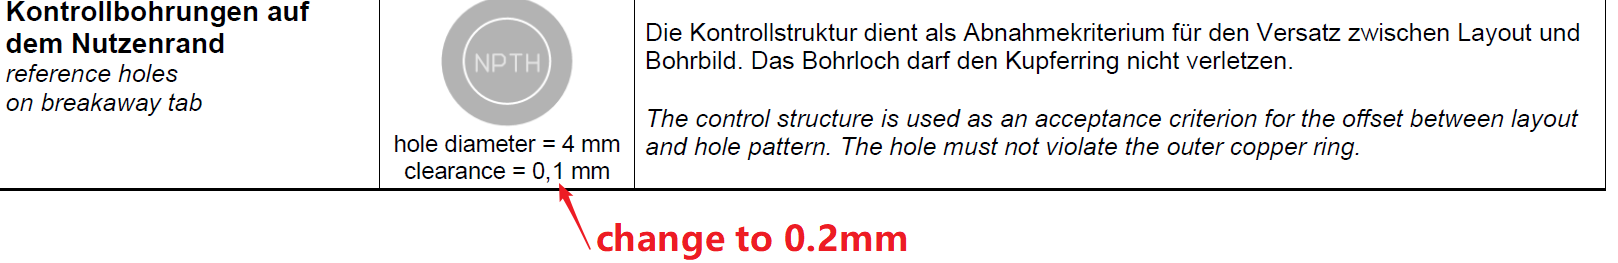 Kontrollbohrungen auf
dem Nutzenrand
reference holes
on breakaway tab
NPTH
hole diameter = 4 mm
clearance = 0,1 mm
Die Kontrollstruktur dient als Abnahmekriterium für den Versatz zwischen Layout und
Bohrbild. Das Bohrloch darf den Kupferring nicht verletzen.
The control structure is used as an acceptance criterion for the offset between layout
and hole pattern. The hole must not violate the outer copper ring.
change to 0.2mm